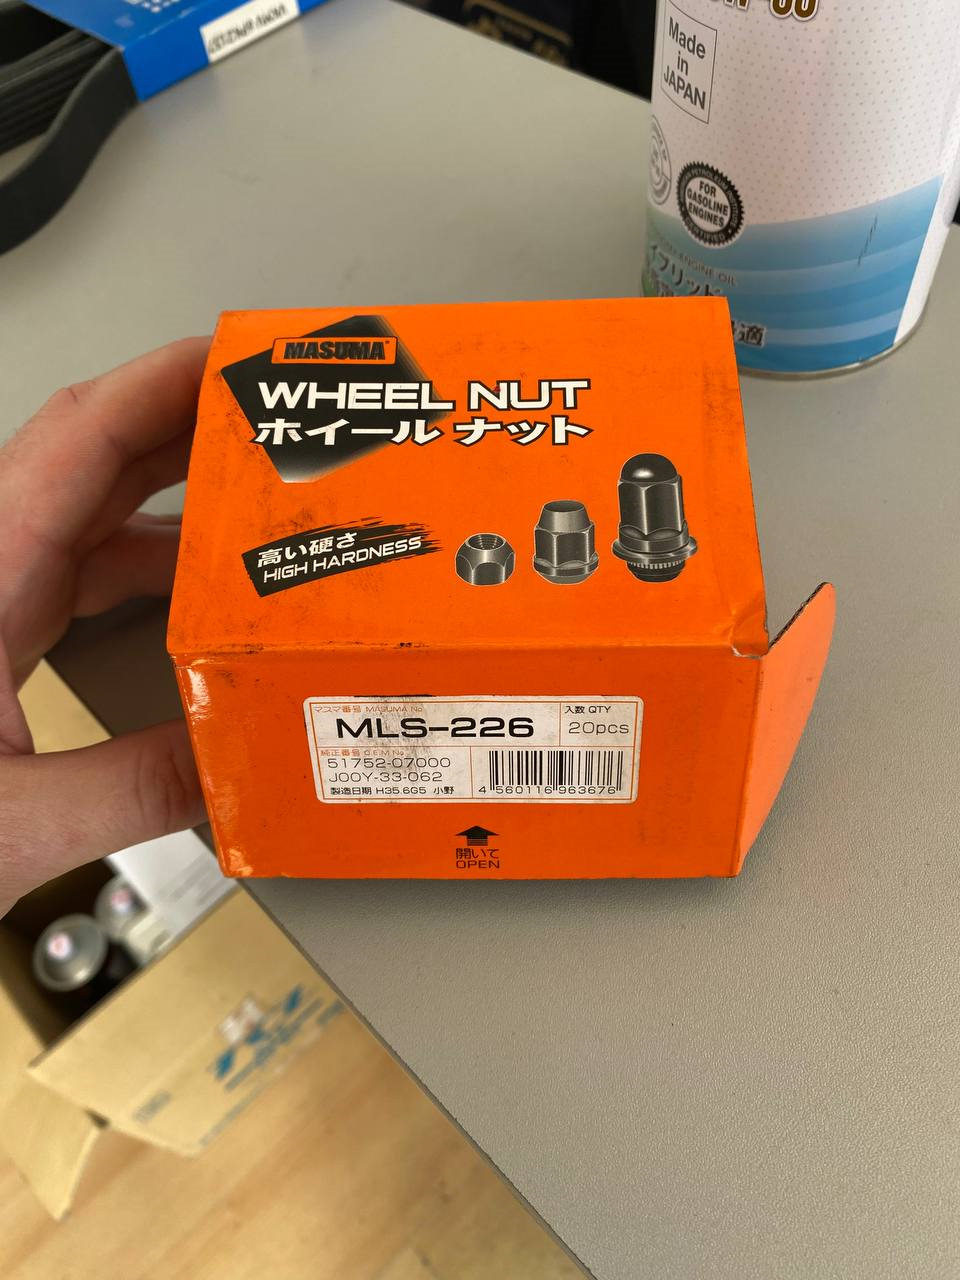 Made
in
JAPAN
FOR
GASOLINE
ENGINES
CERTIFIED
ENGINE OIL
MASUMA
WHEEL NUT
ホイール ナット
高い硬さ
HIGH HARDNESS
マスマ番号 MASUMA No
入数 QTY
MLS-226
20pcs
純正番号 O.E.M No
51752-07000
J00Y-33-062
製造日期 H35.6G5 小野
4 560116 963676
開いて
OPEN